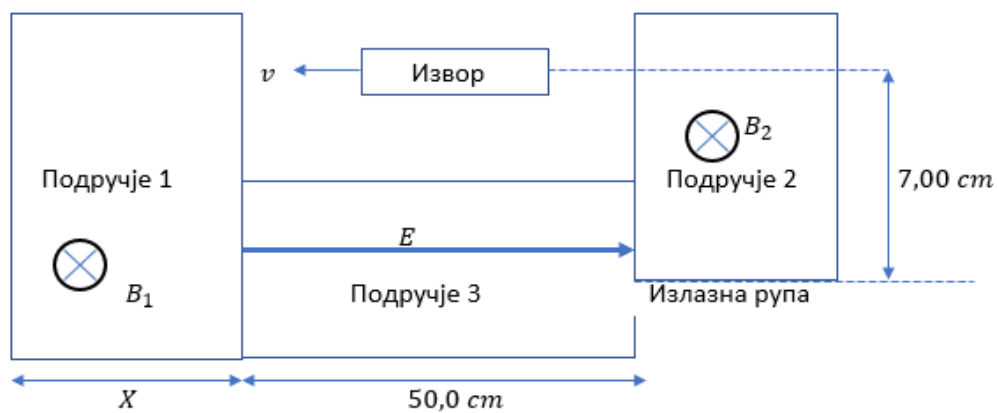 v
Извор
B₂
Подручје 1
Подручје 2
7,00 cm
E
B₁
Подручје 3
Излазна рупа
X
50,0 cm